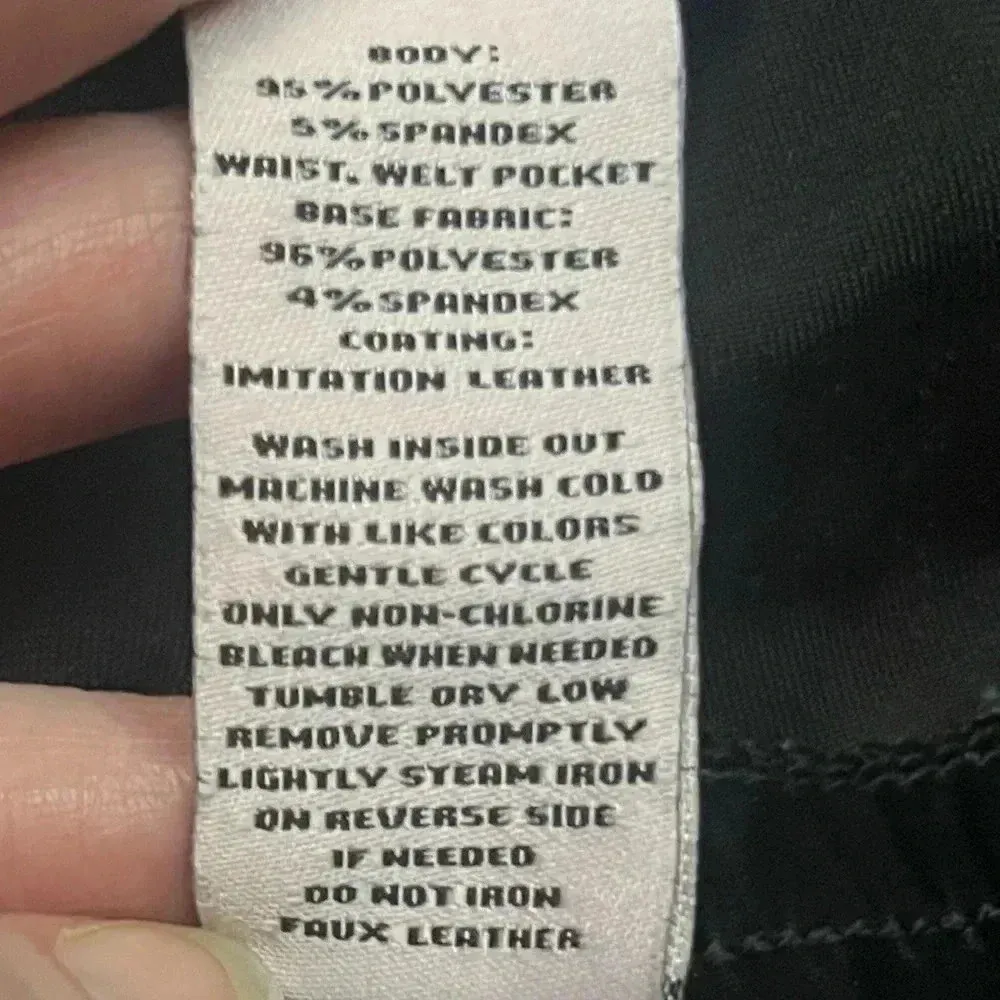 BODY:
95%POLYESTER
5%SPANDEX
WAIST. WELT POCKET
BASE FABRIC:
96%POLYESTER
4%SPANDEX
COATING:
IMITATION LEATHER
WASH INSIDE OUT
MACHINE WASH COLD
WITH LIKE COLORS
GENTLE CYCLE
ONLY NON-CHLORINE
BLEACH WHEN NEEDED
TUMBLE DRY LOW
REMOVE PROMPTLY
LIGHTLY STEAM IRON
ON REVERSE SIDE
IF NEEDED
DO NOT IRON
FAUX LEATHER